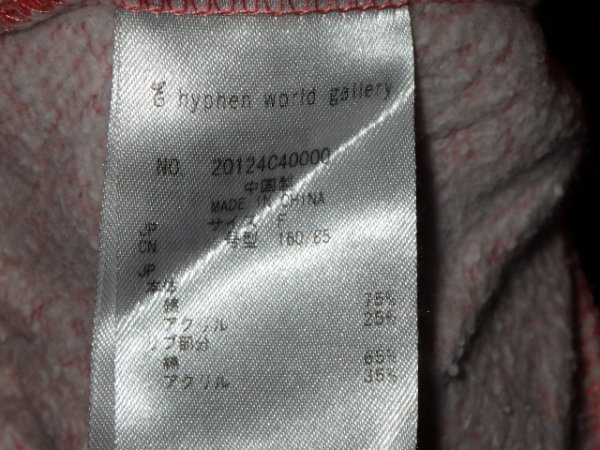 hyphen world gallery
NO. 20124C40000
中国製
MADE IN CHINA
JP サイズ F
CN 号型 160/85
JP
本体
綿 75%
アクリル 25%
リブ部分
綿 65%
アクリル 35%